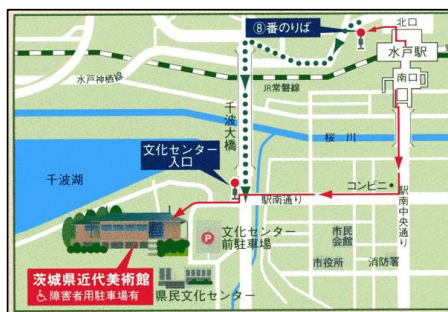 ⑧番のりば
北口
水戸駅
南口
水戸神栖線
JR常磐線
千波大橋
桜川
文化センター
入口
千波湖
コンビニ
駅南通り
駅南中央通り
文化センター
前駐車場
P
市民
会館
市役所
消防署
茨城県近代美術館
♿障害者用駐車場有
県民文化センター